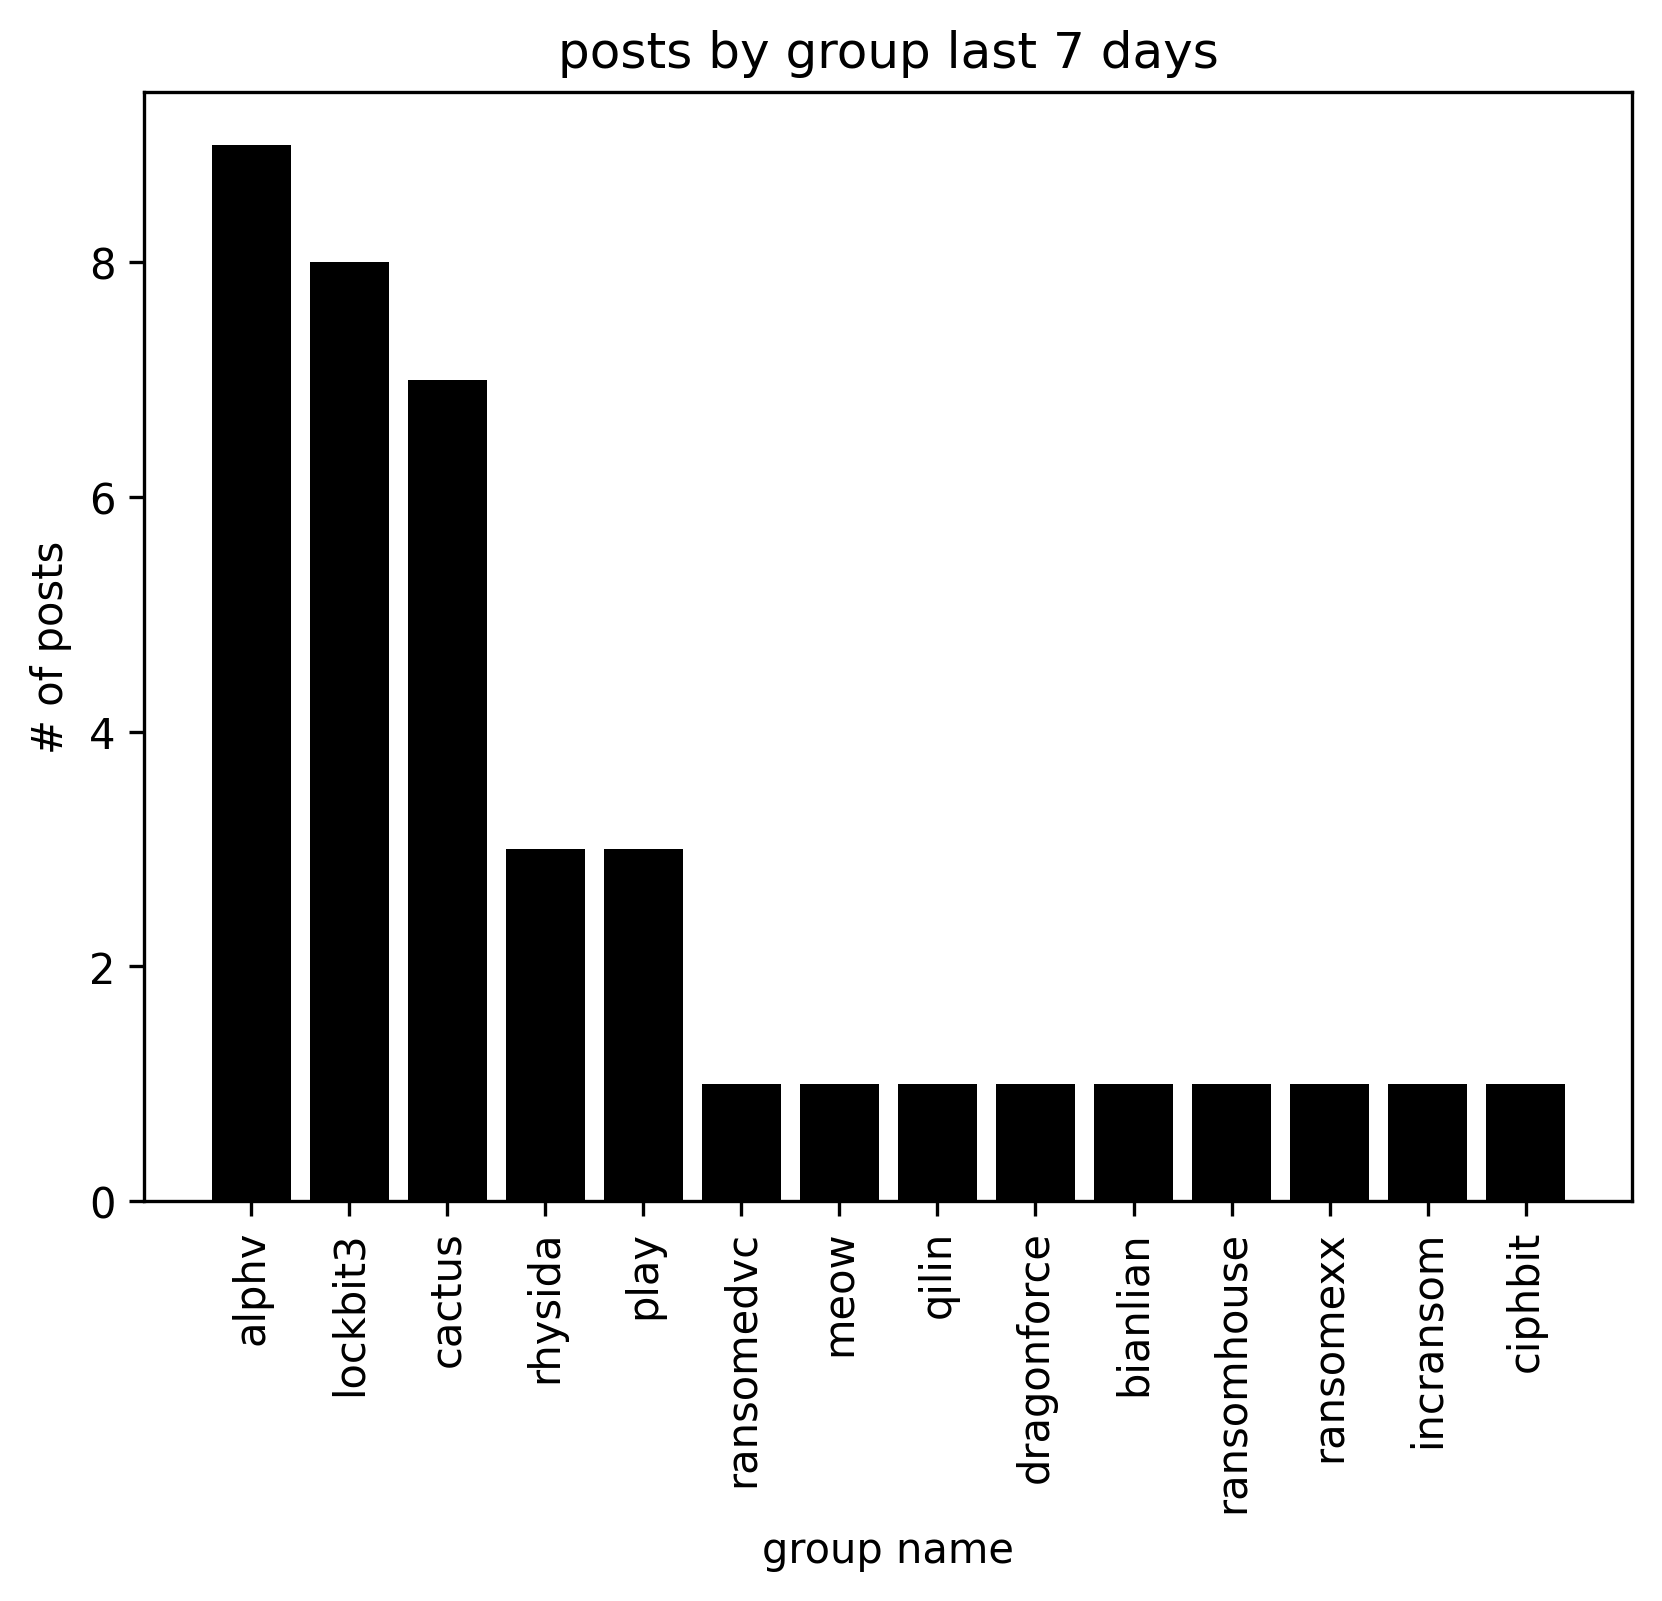 posts by group last 7 days
# of posts
8
6
4
2
0
alphv
lockbit3
cactus
rhysida
play
ransomedvc
meow
qilin
dragonforce
bianlian
ransomhouse
ransomexx
incransom
ciphbit
group name